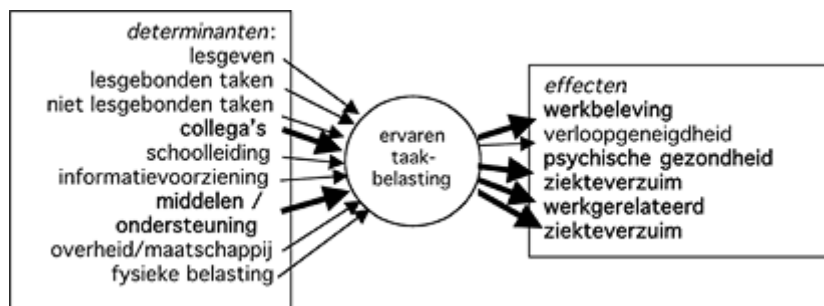 determinanten:
lesgeven
lesgebonden taken
niet lesgebonden taken
collega's
schoolleiding
informatievoorziening
middelen /
ondersteuning
overheid/maatschappij
fysieke belasting
ervaren
taak-
belasting
effecten
werkbeleving
verloopgeneigdheid
psychische gezondheid
ziekteverzuim
werkgerelateerd
ziekteverzuim